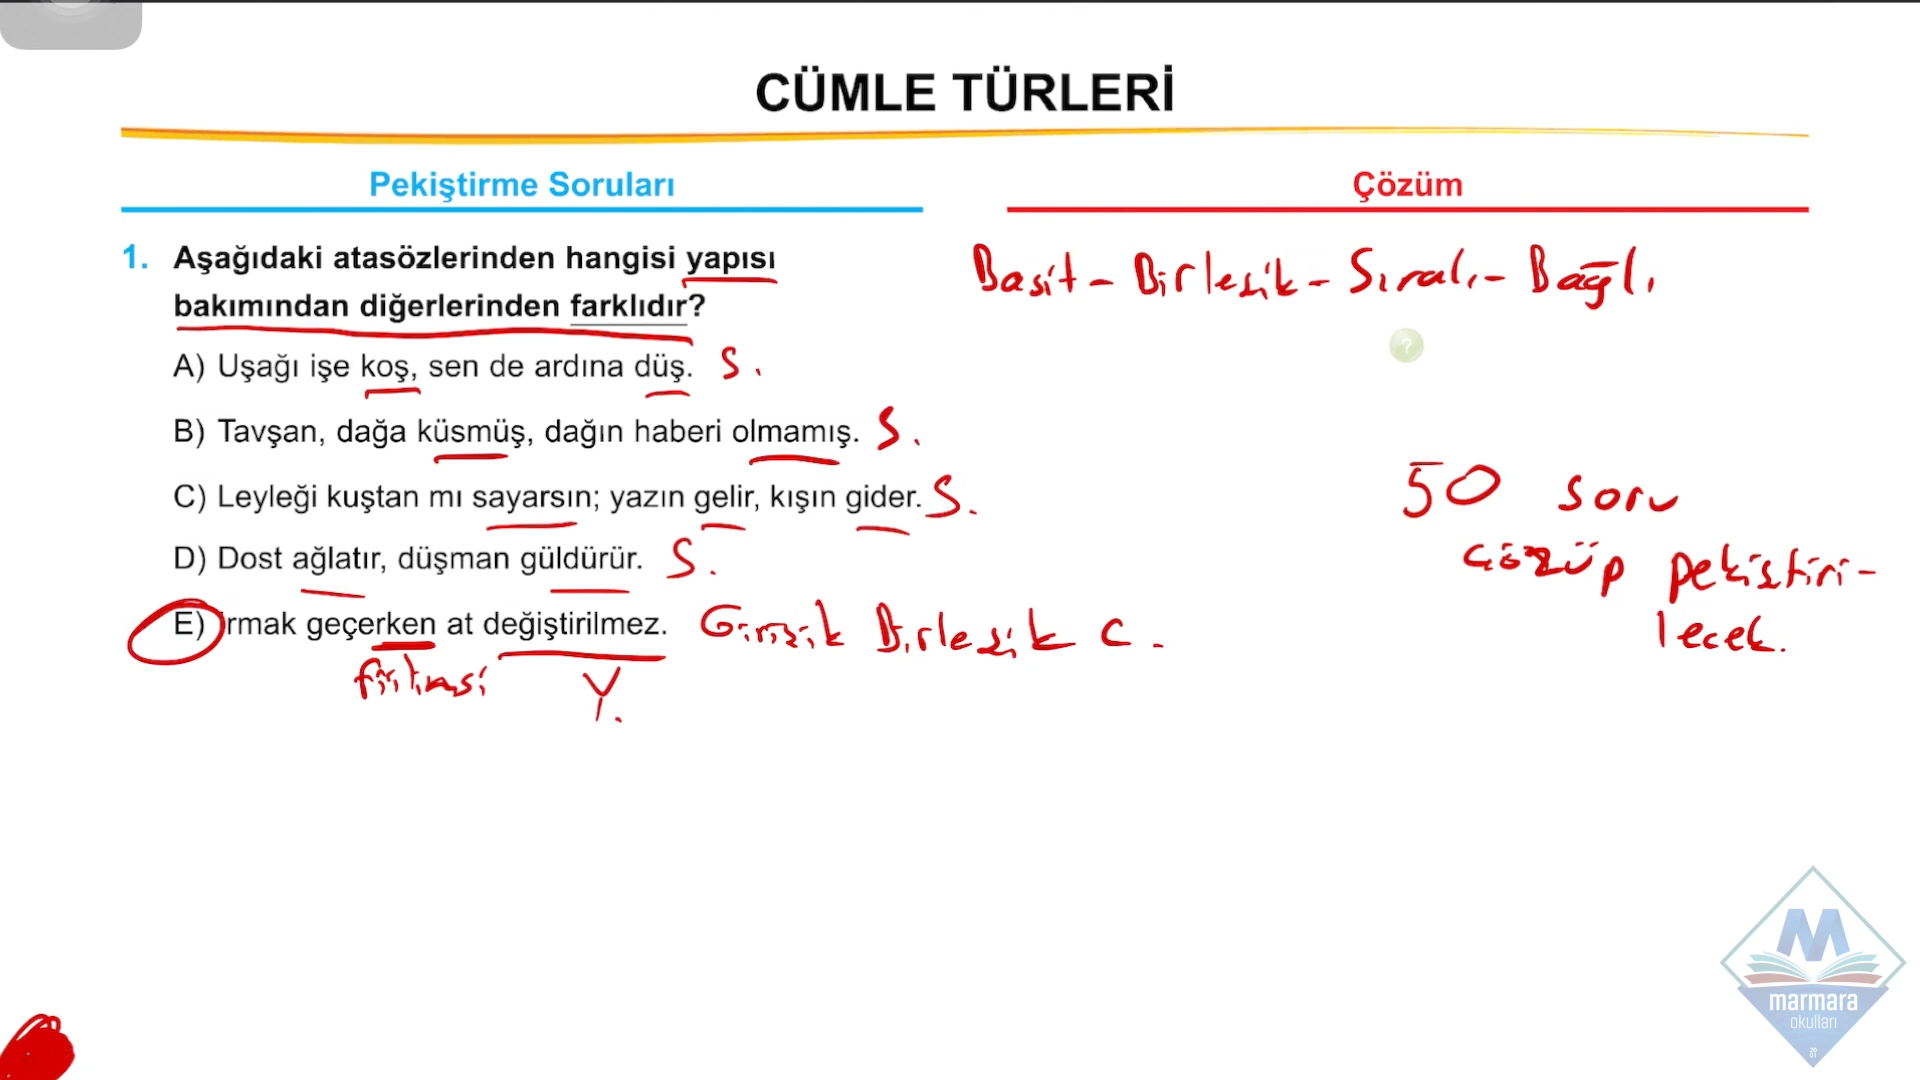 CÜMLE TÜRLERİ
Pekiştirme Soruları
Çözüm
1. Aşağıdaki atasözlerinden hangisi yapısı
bakımından diğerlerinden farklıdır?
A) Uşağı işe koş, sen de ardına düş. S.
B) Tavşan, dağa küsmüş, dağın haberi olmamış. S.
C) Leyleği kuştan mı sayarsın; yazın gelir, kışın gider. S.
D) Dost ağlatır, düşman güldürür. S.
E) Irmak geçerken at değiştirilmez. Girişik Birleşik C.
fiilimsi Y.
Basit - Birleşik - Sıralı - Bağlı
?
50 soru
çözüp pekiştiri-
lecek.
M
marmara
okulları